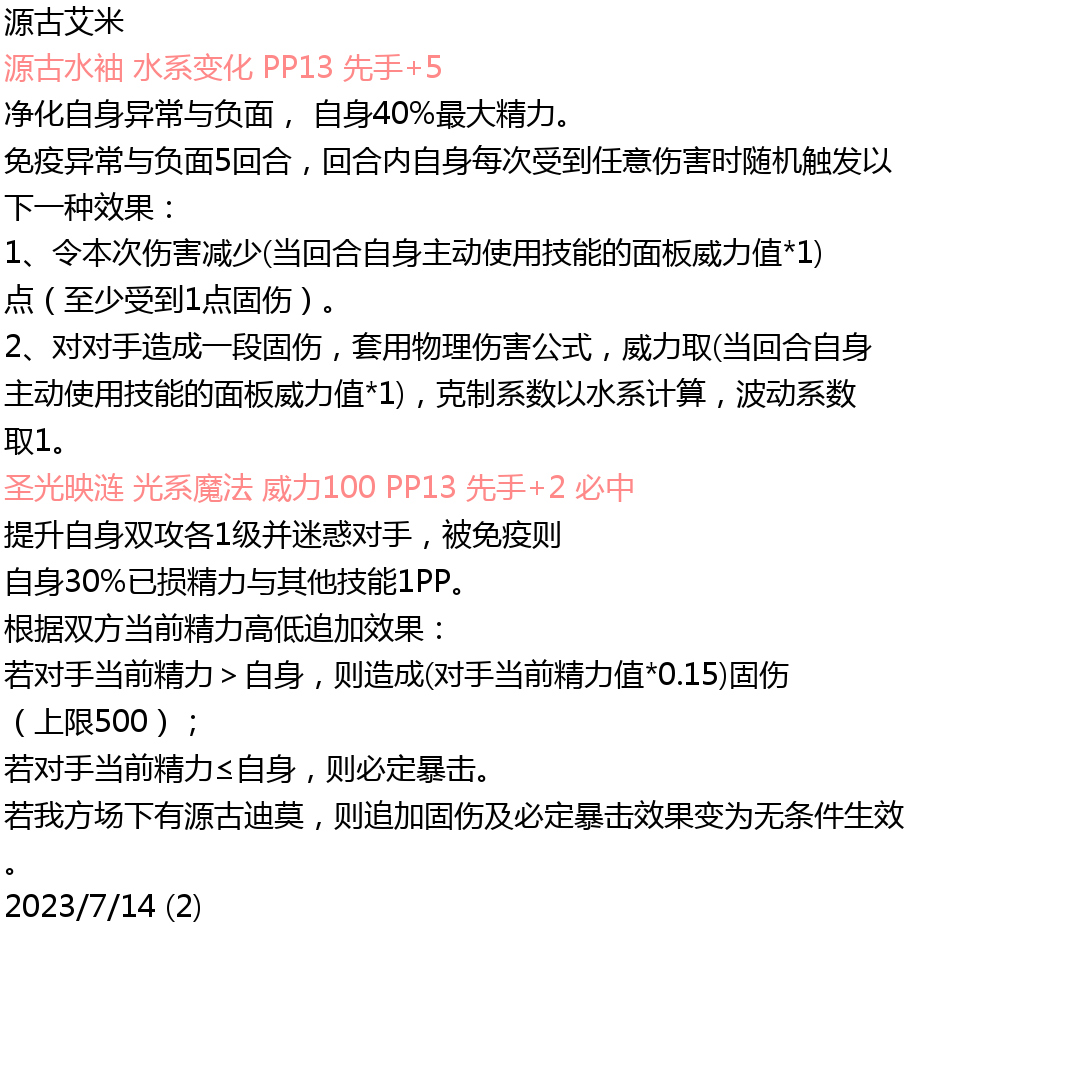 源古艾米
源古水袖 水系变化 PP13 先手+5
净化自身异常与负面， 自身40%最大精力。
免疫异常与负面5回合，回合内自身每次受到任意伤害时随机触发以
下一种效果：
1、令本次伤害减少(当回合自身主动使用技能的面板威力值*1)
点（至少受到1点固伤）。
2、对对手造成一段固伤，套用物理伤害公式，威力取(当回合自身
主动使用技能的面板威力值*1)，克制系数以水系计算，波动系数
取1。
圣光映涟 光系魔法 威力100 PP13 先手+2 必中
提升自身双攻各1级并迷惑对手，被免疫则
自身30%已损精力与其他技能1PP。
根据双方当前精力高低追加效果：
若对手当前精力＞自身，则造成(对手当前精力值*0.15)固伤
（上限500）；
若对手当前精力≤自身，则必定暴击。
若我方场下有源古迪莫，则追加固伤及必定暴击效果变为无条件生效
。
2023/7/14 (2)